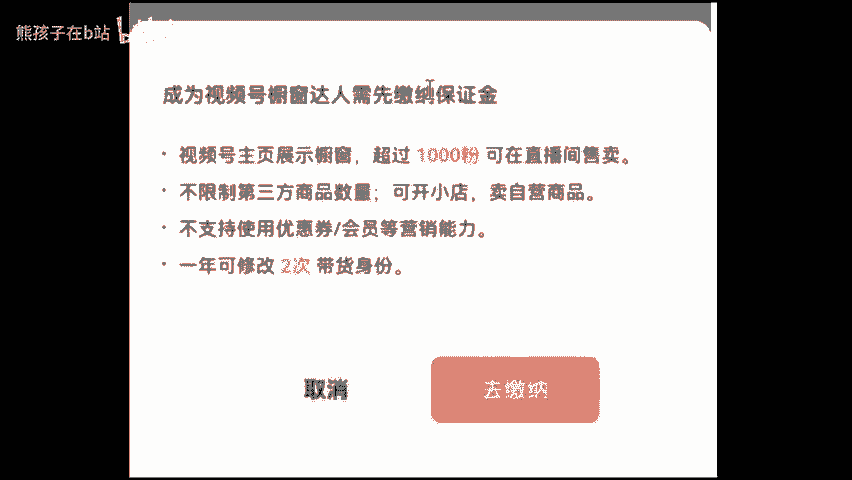 熊孩子在b站
成为视频号橱窗达人需先缴纳保证金
· 视频号主页展示橱窗，超过 1000粉 可在直播间售卖。
· 不限制第三方商品数量；可开小店，卖自营商品。
· 不支持使用优惠券/会员等营销能力。
· 一年可修改 2次 带货身份。
取消
去缴纳